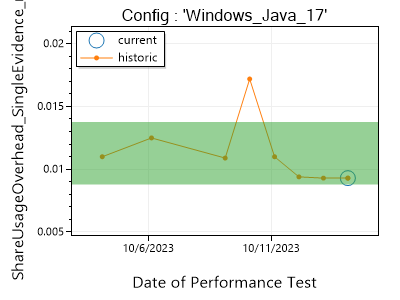 Config : 'Windows_Java_17'
ShareUsageOverhead_SingleEvidence_
current
historic
0.02
0.015
0.01
0.005
10/6/2023
10/11/2023
Date of Performance Test